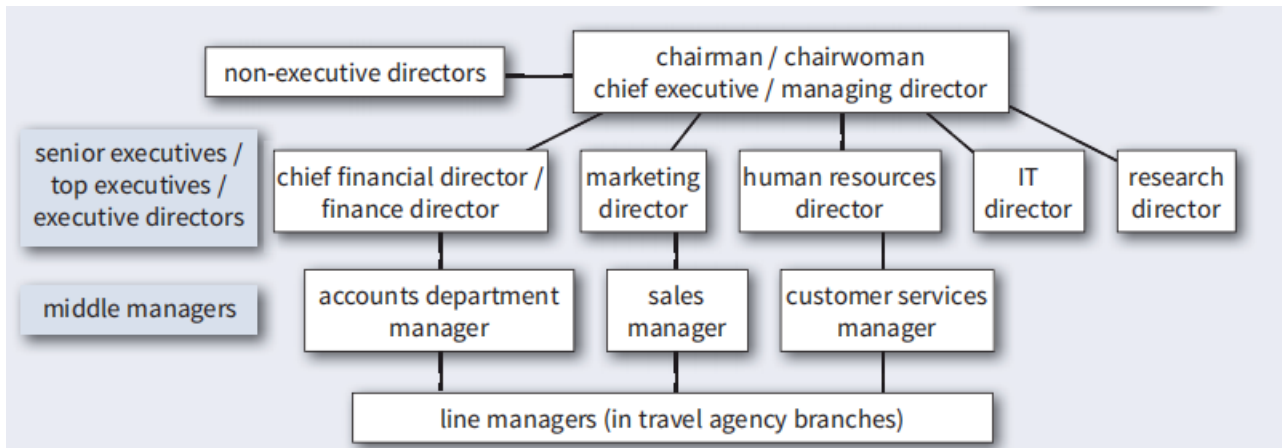 non-executive directors
chairman / chairwoman
chief executive / managing director
senior executives /
top executives /
executive directors
chief financial director /
finance director
marketing
director
human resources
director
IT
director
research
director
middle managers
accounts department
manager
sales
manager
customer services
manager
line managers (in travel agency branches)